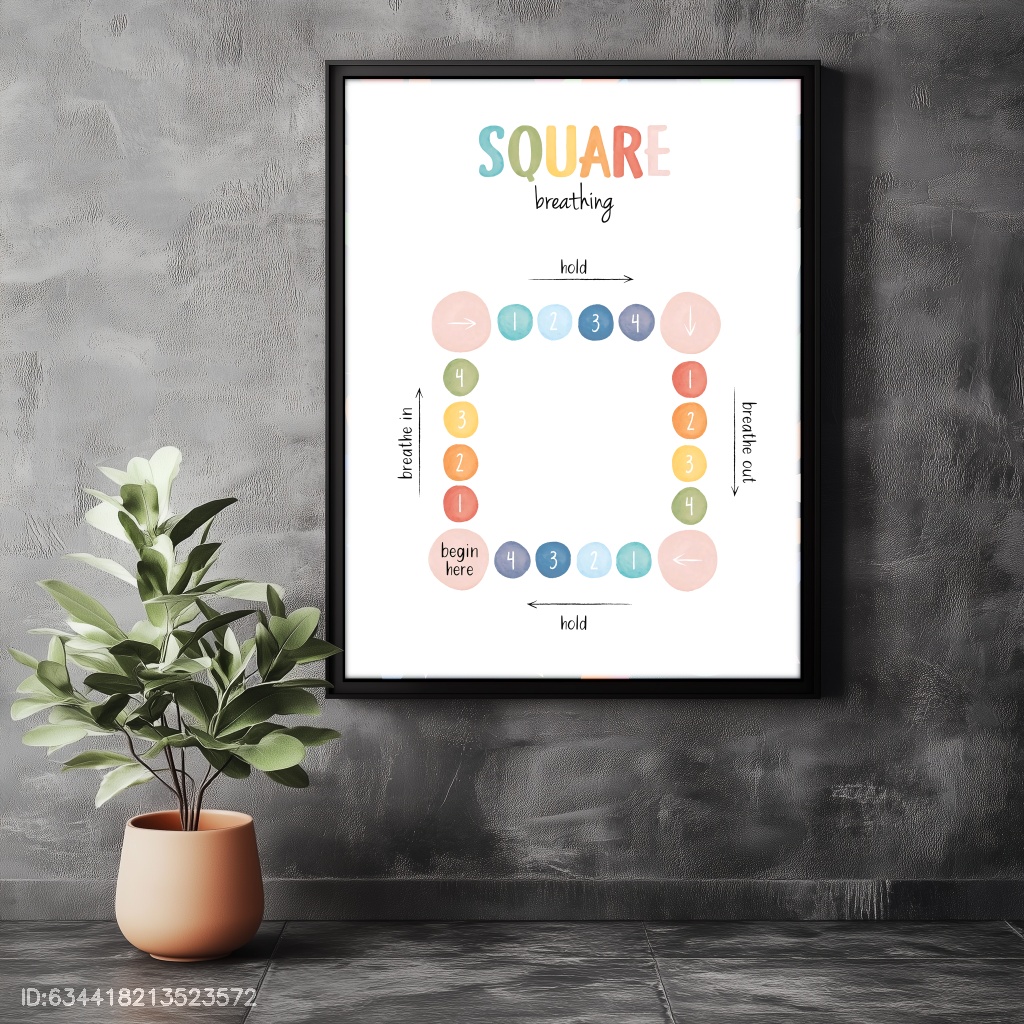 SQUARE
breathing
hold
→ 1 2 3 4 ↓
breathe in
4
3
2
1
1
2
3
4
breathe out
begin
here
4 3 2 1 ←
hold
ID:634418213523572